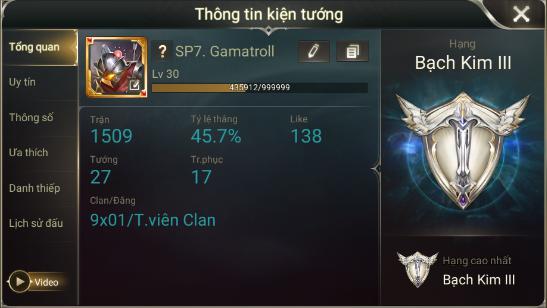 Thông tin kiện tướng
Tổng quan
Uy tín
Thông số
Ưa thích
Danh thiếp
Lịch sử đấu
Video
? SP7. Gamatroll
Lv 30
435912/999999
Trận Tỷ lệ thắng Like
1509 45.7% 138
Tướng Tr.phục
27 17
Clan/Đẳng
9x01/T.viên Clan
Hạng
Bạch Kim III
Hạng cao nhất
Bạch Kim III